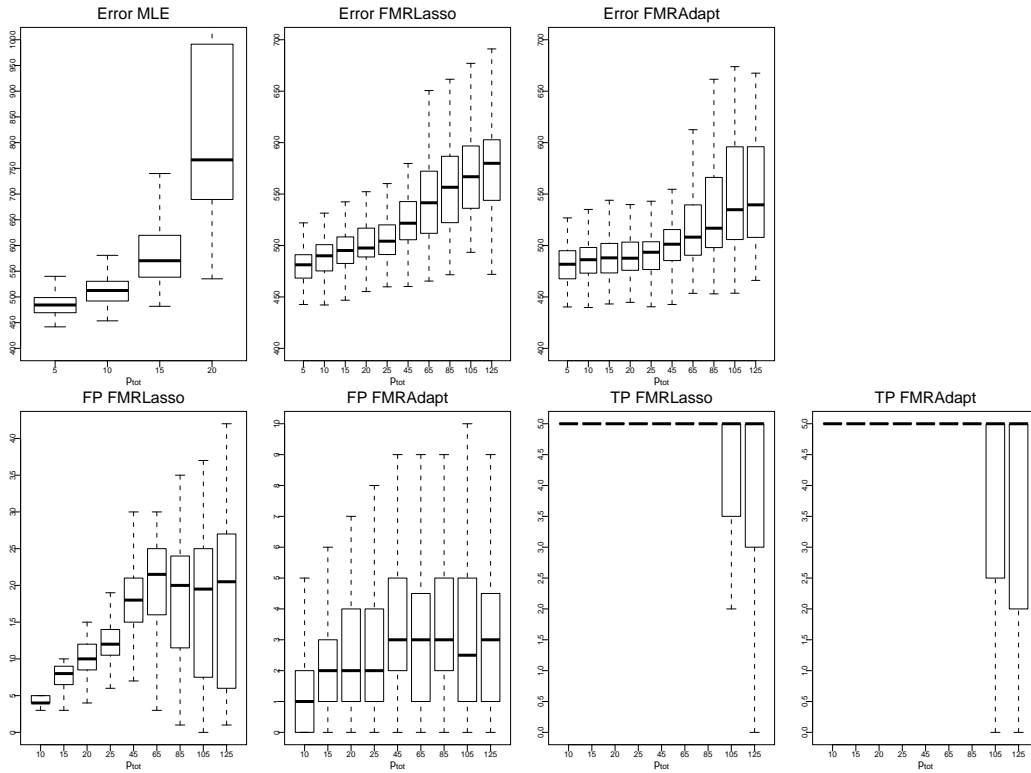 Error MLE
400 450 500 550 600 650 700 750 800 850 900 950 1000
5 10 15 20
Ptot
Error FMRLasso
400 450 500 550 600 650 700
5 10 15 20 25 45 65 85 105 125
Ptot
Error FMRAdapt
400 450 500 550 600 650 700
5 10 15 20 25 45 65 85 105 125
Ptot
FP FMRLasso
0 5 10 15 20 25 30 35 40
10 15 20 25 45 65 85 105 125
Ptot
FP FMRAdapt
0 1 2 3 4 5 6 7 8 9 10
10 15 20 25 45 65 85 105 125
Ptot
TP FMRLasso
0.0 0.5 1.0 1.5 2.0 2.5 3.0 3.5 4.0 4.5 5.0
10 15 20 25 45 65 85 105 125
Ptot
TP FMRAdapt
0.0 0.5 1.0 1.5 2.0 2.5 3.0 3.5 4.0 4.5 5.0
10 15 20 25 45 65 85 105 125
Ptot